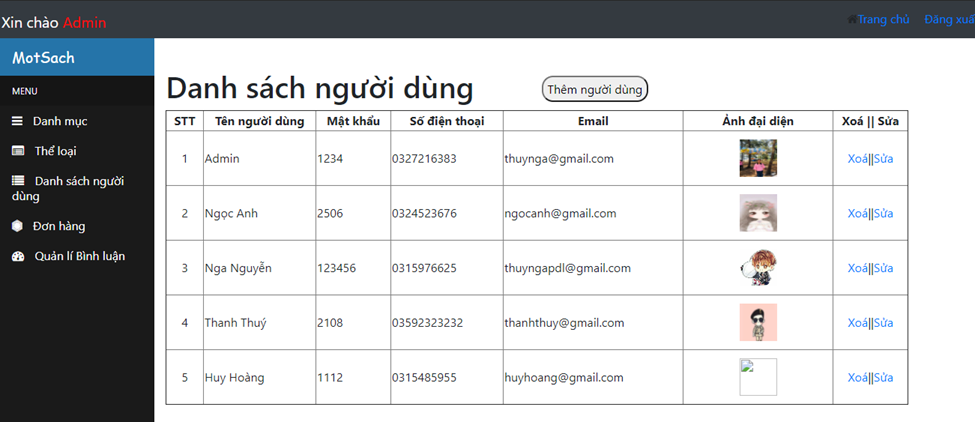 Xin chào Admin
Trang chủ Đăng xuấ
MotSach
MENU
Danh mục
Thể loại
Danh sách người
dùng
Đơn hàng
Quản lí Bình luận
Danh sách người dùng Thêm người dùng
STT Tên người dùng Mật khẩu Số điện thoại Email Ảnh đại diện Xoá || Sửa
1 Admin 1234 0327216383 thuynga@gmail.com Xoá||Sửa
2 Ngọc Anh 2506 0324523676 ngocanh@gmail.com Xoá||Sửa
3 Nga Nguyễn 123456 0315976625 thuyngapdl@gmail.com Xoá||Sửa
4 Thanh Thuý 2108 03592323232 thanhthuy@gmail.com Xoá||Sửa
5 Huy Hoàng 1112 0315485955 huyhoang@gmail.com Xoá||Sửa